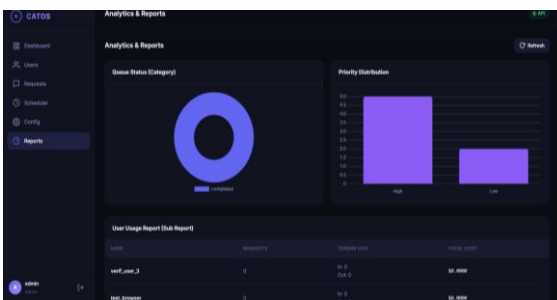 CATOS
Analytics & Reports
API
Dashboard
Users
Requests
Scheduler
Config
Reports
Analytics & Reports
Refresh
Queue Status (Category)
completed
Priority Distribution
5.0
4.5
4.0
3.5
3.0
2.5
2.0
1.5
1.0
0.5
0
High
Low
User Usage Report (Sub Report)
USER
REQUESTS
TOTAL COST
verif_user_3
0
In: 0
Out: 0
$0.0000
test_browser
0
In: 0
$0.0000
admin